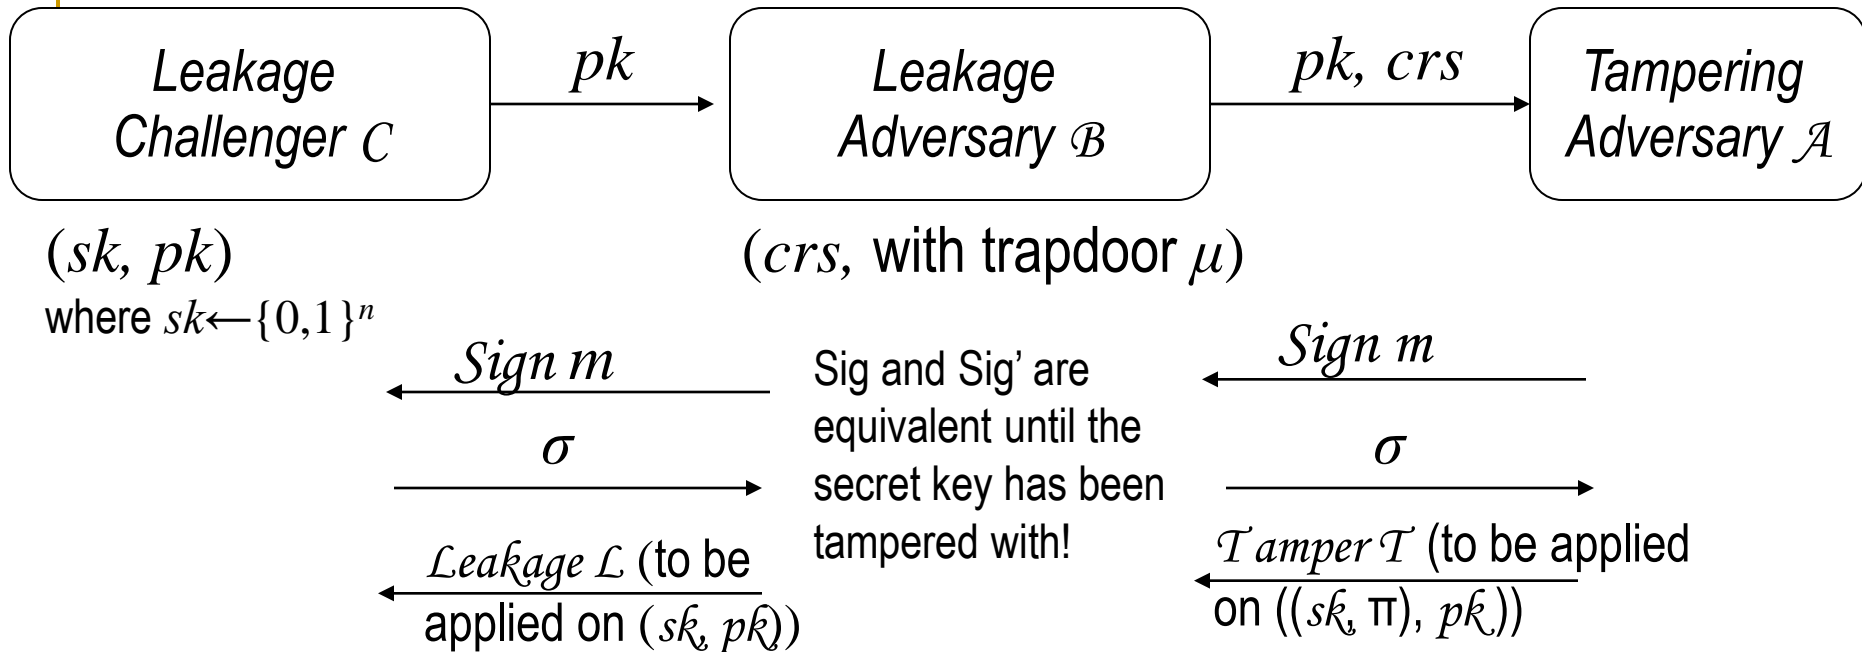 Leakage
Challenger C
pk
Leakage
Adversary ℬ
pk, crs
Tampering
Adversary 𝒜
(sk, pk)
where sk←{0,1}ⁿ
(crs, with trapdoor μ)
Sign m
σ
Leakage ℒ (to be
applied on (sk, pk))
Sig and Sig’ are
equivalent until the
secret key has been
tampered with!
Sign m
σ
Tamper 𝒯 (to be applied
on ((sk, π), pk))